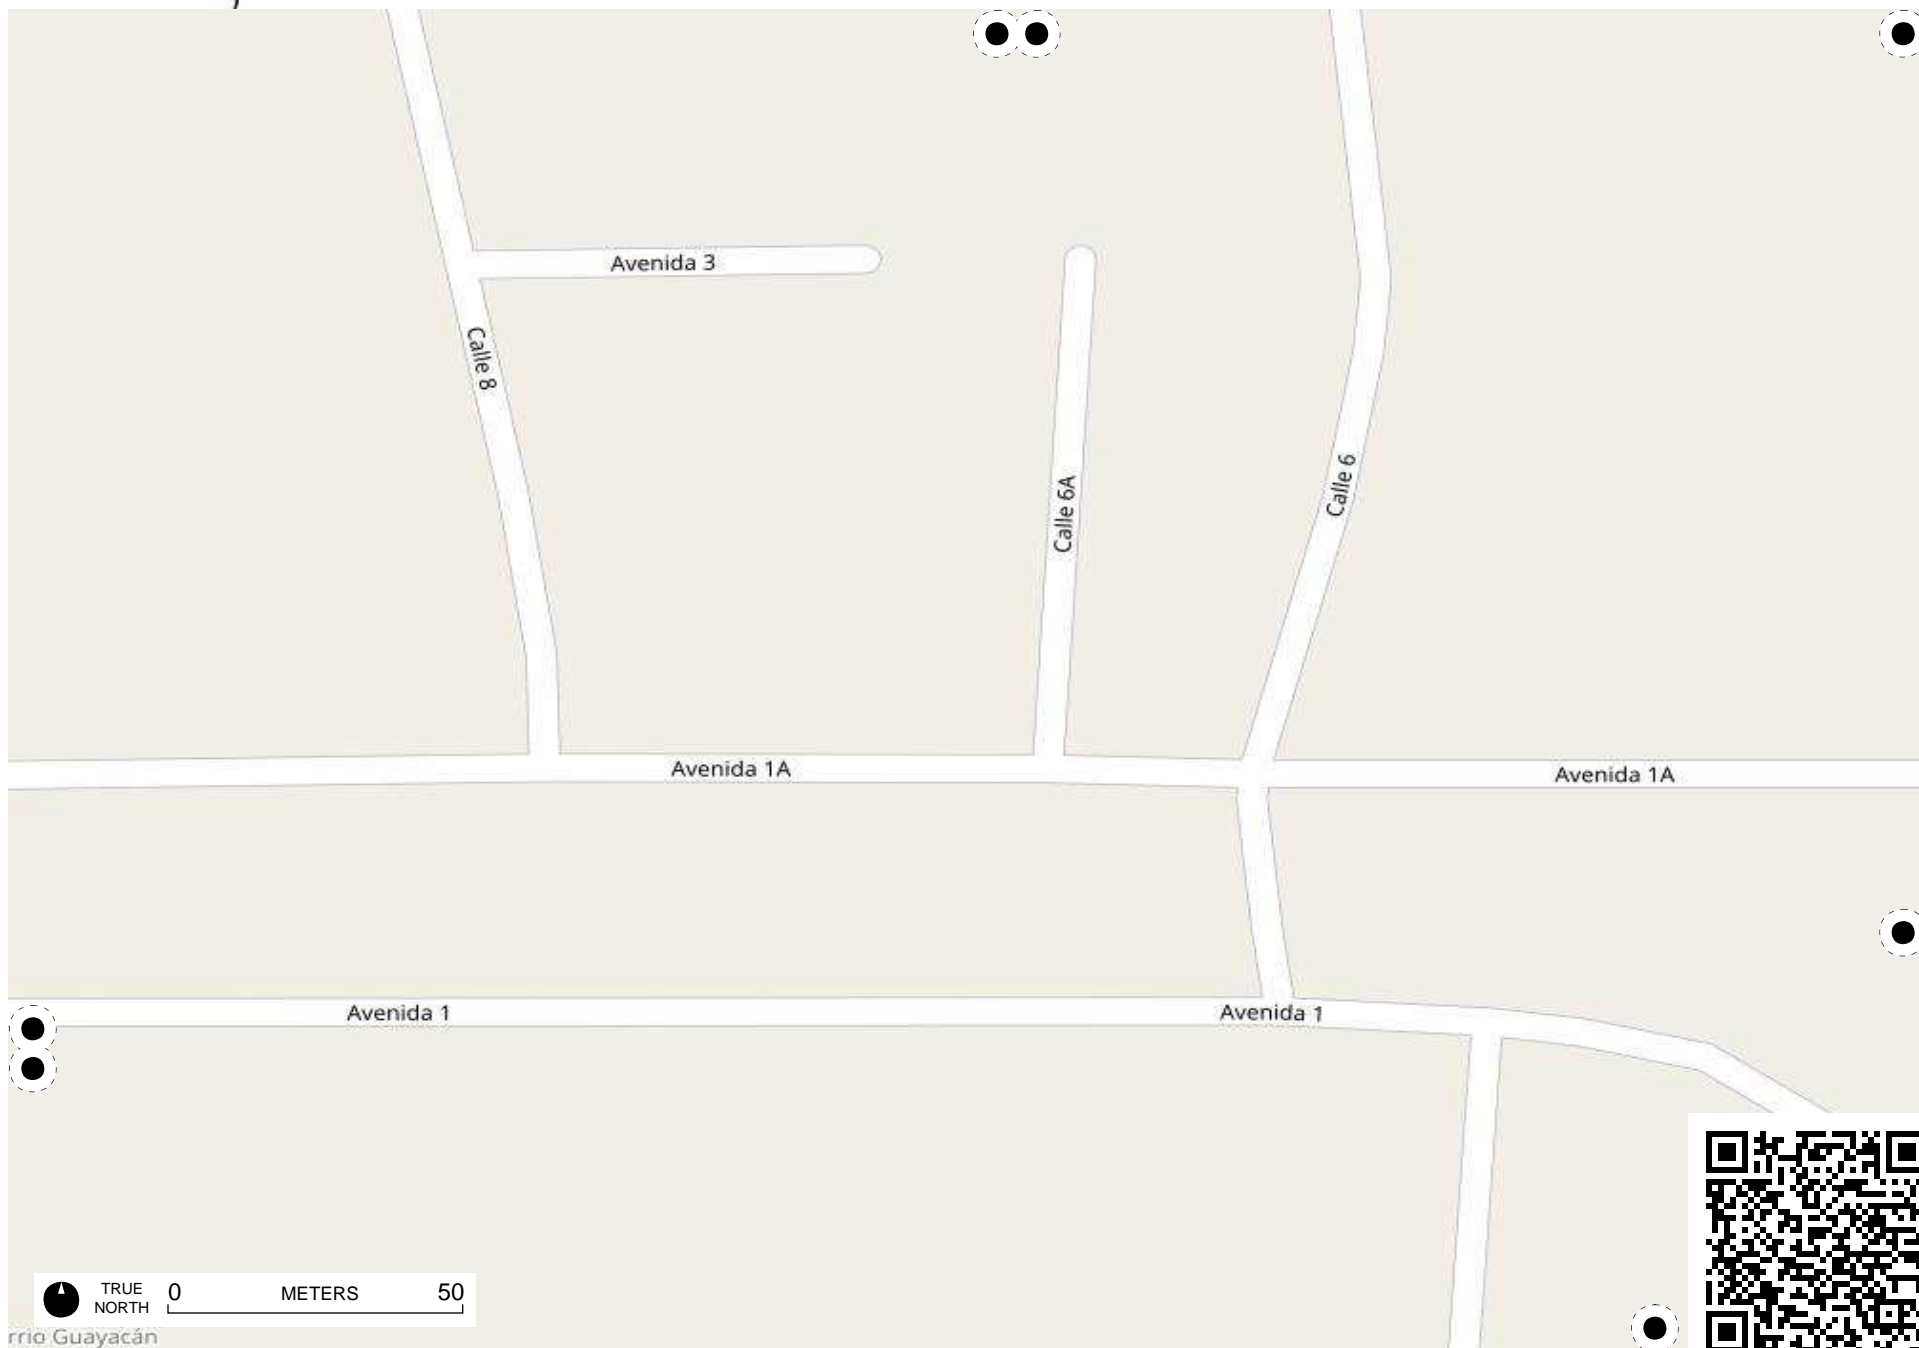 Avenida 3
Calle 8
Calle 6
Calle 6A
Avenida 1A
Avenida 1A
Avenida 1
Avenida 1
TRUE
NORTH
0 METERS 50
rrio Guayacán